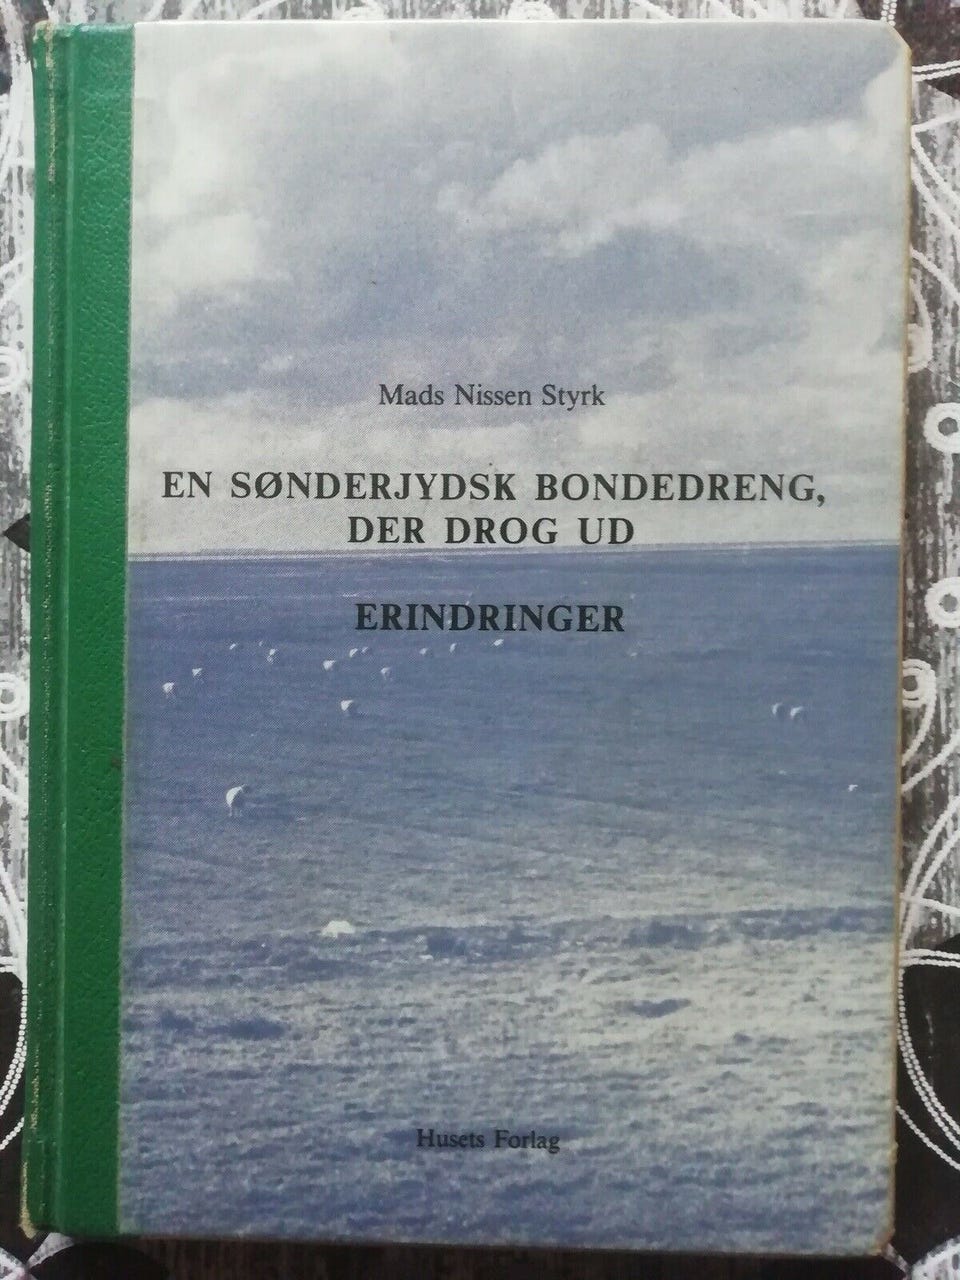 Mads Nissen Styrk
EN SØNDERJYDSK BONDEDRENG,
DER DROG UD
ERINDRINGER
Husets Forlag